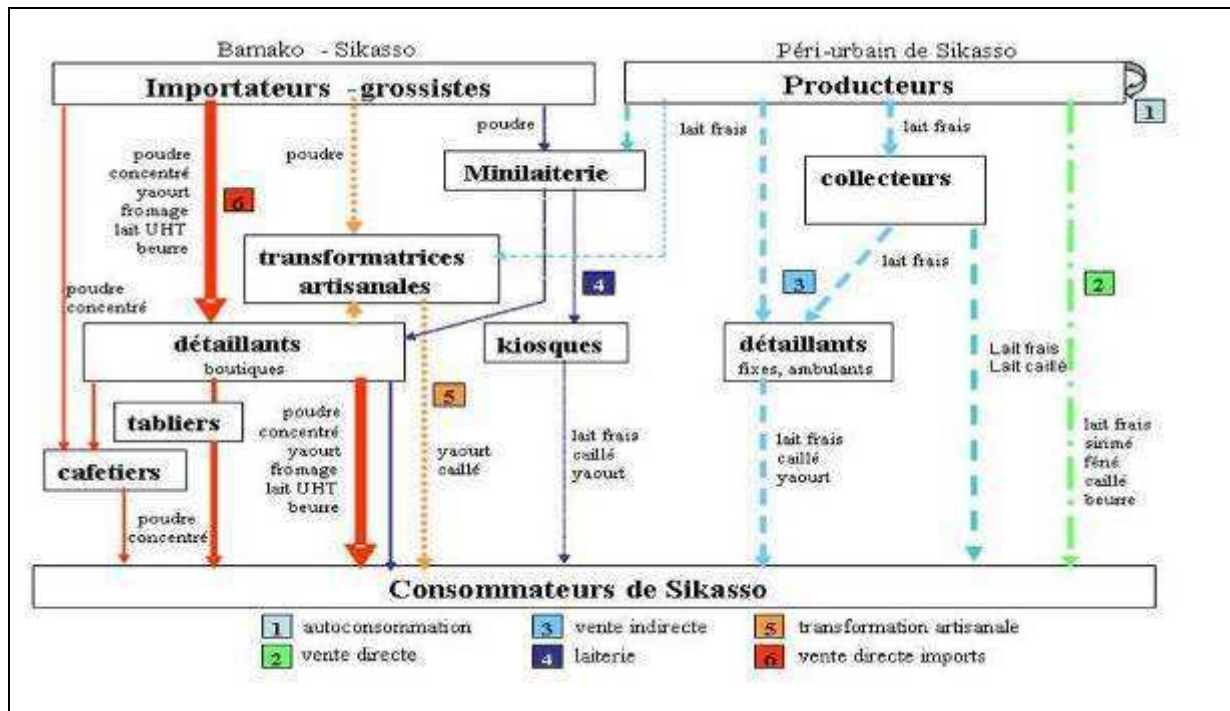 Bamako - Sikasso
Péri-urbain de Sikasso
Importateurs - grossistes
Producteurs
1
poudre
lait frais
lait frais
poudre
concentré
yaourt
fromage
lait UHT
beurre
6
poudre
Minilaiterie
collecteurs
transformatrices
artisanales
4
lait frais
3
2
poudre
concentré
détaillants
boutiques
kiosques
détaillants
fixes, ambulants
Lait frais
Lait caillé
5
tabliers
cafetiers
poudre
concentré
yaourt
fromage
lait UHT
beurre
yaourt
caillé
lait frais
caillé
yaourt
lait frais
caillé
yaourt
lait frais
sirimé
féné
caillé
beurre
poudre
concentré
Consommateurs de Sikasso
1 autoconsommation
3 vente indirecte
5 transformation artisanale
2 vente directe
4 laiterie
6 vente directe imports